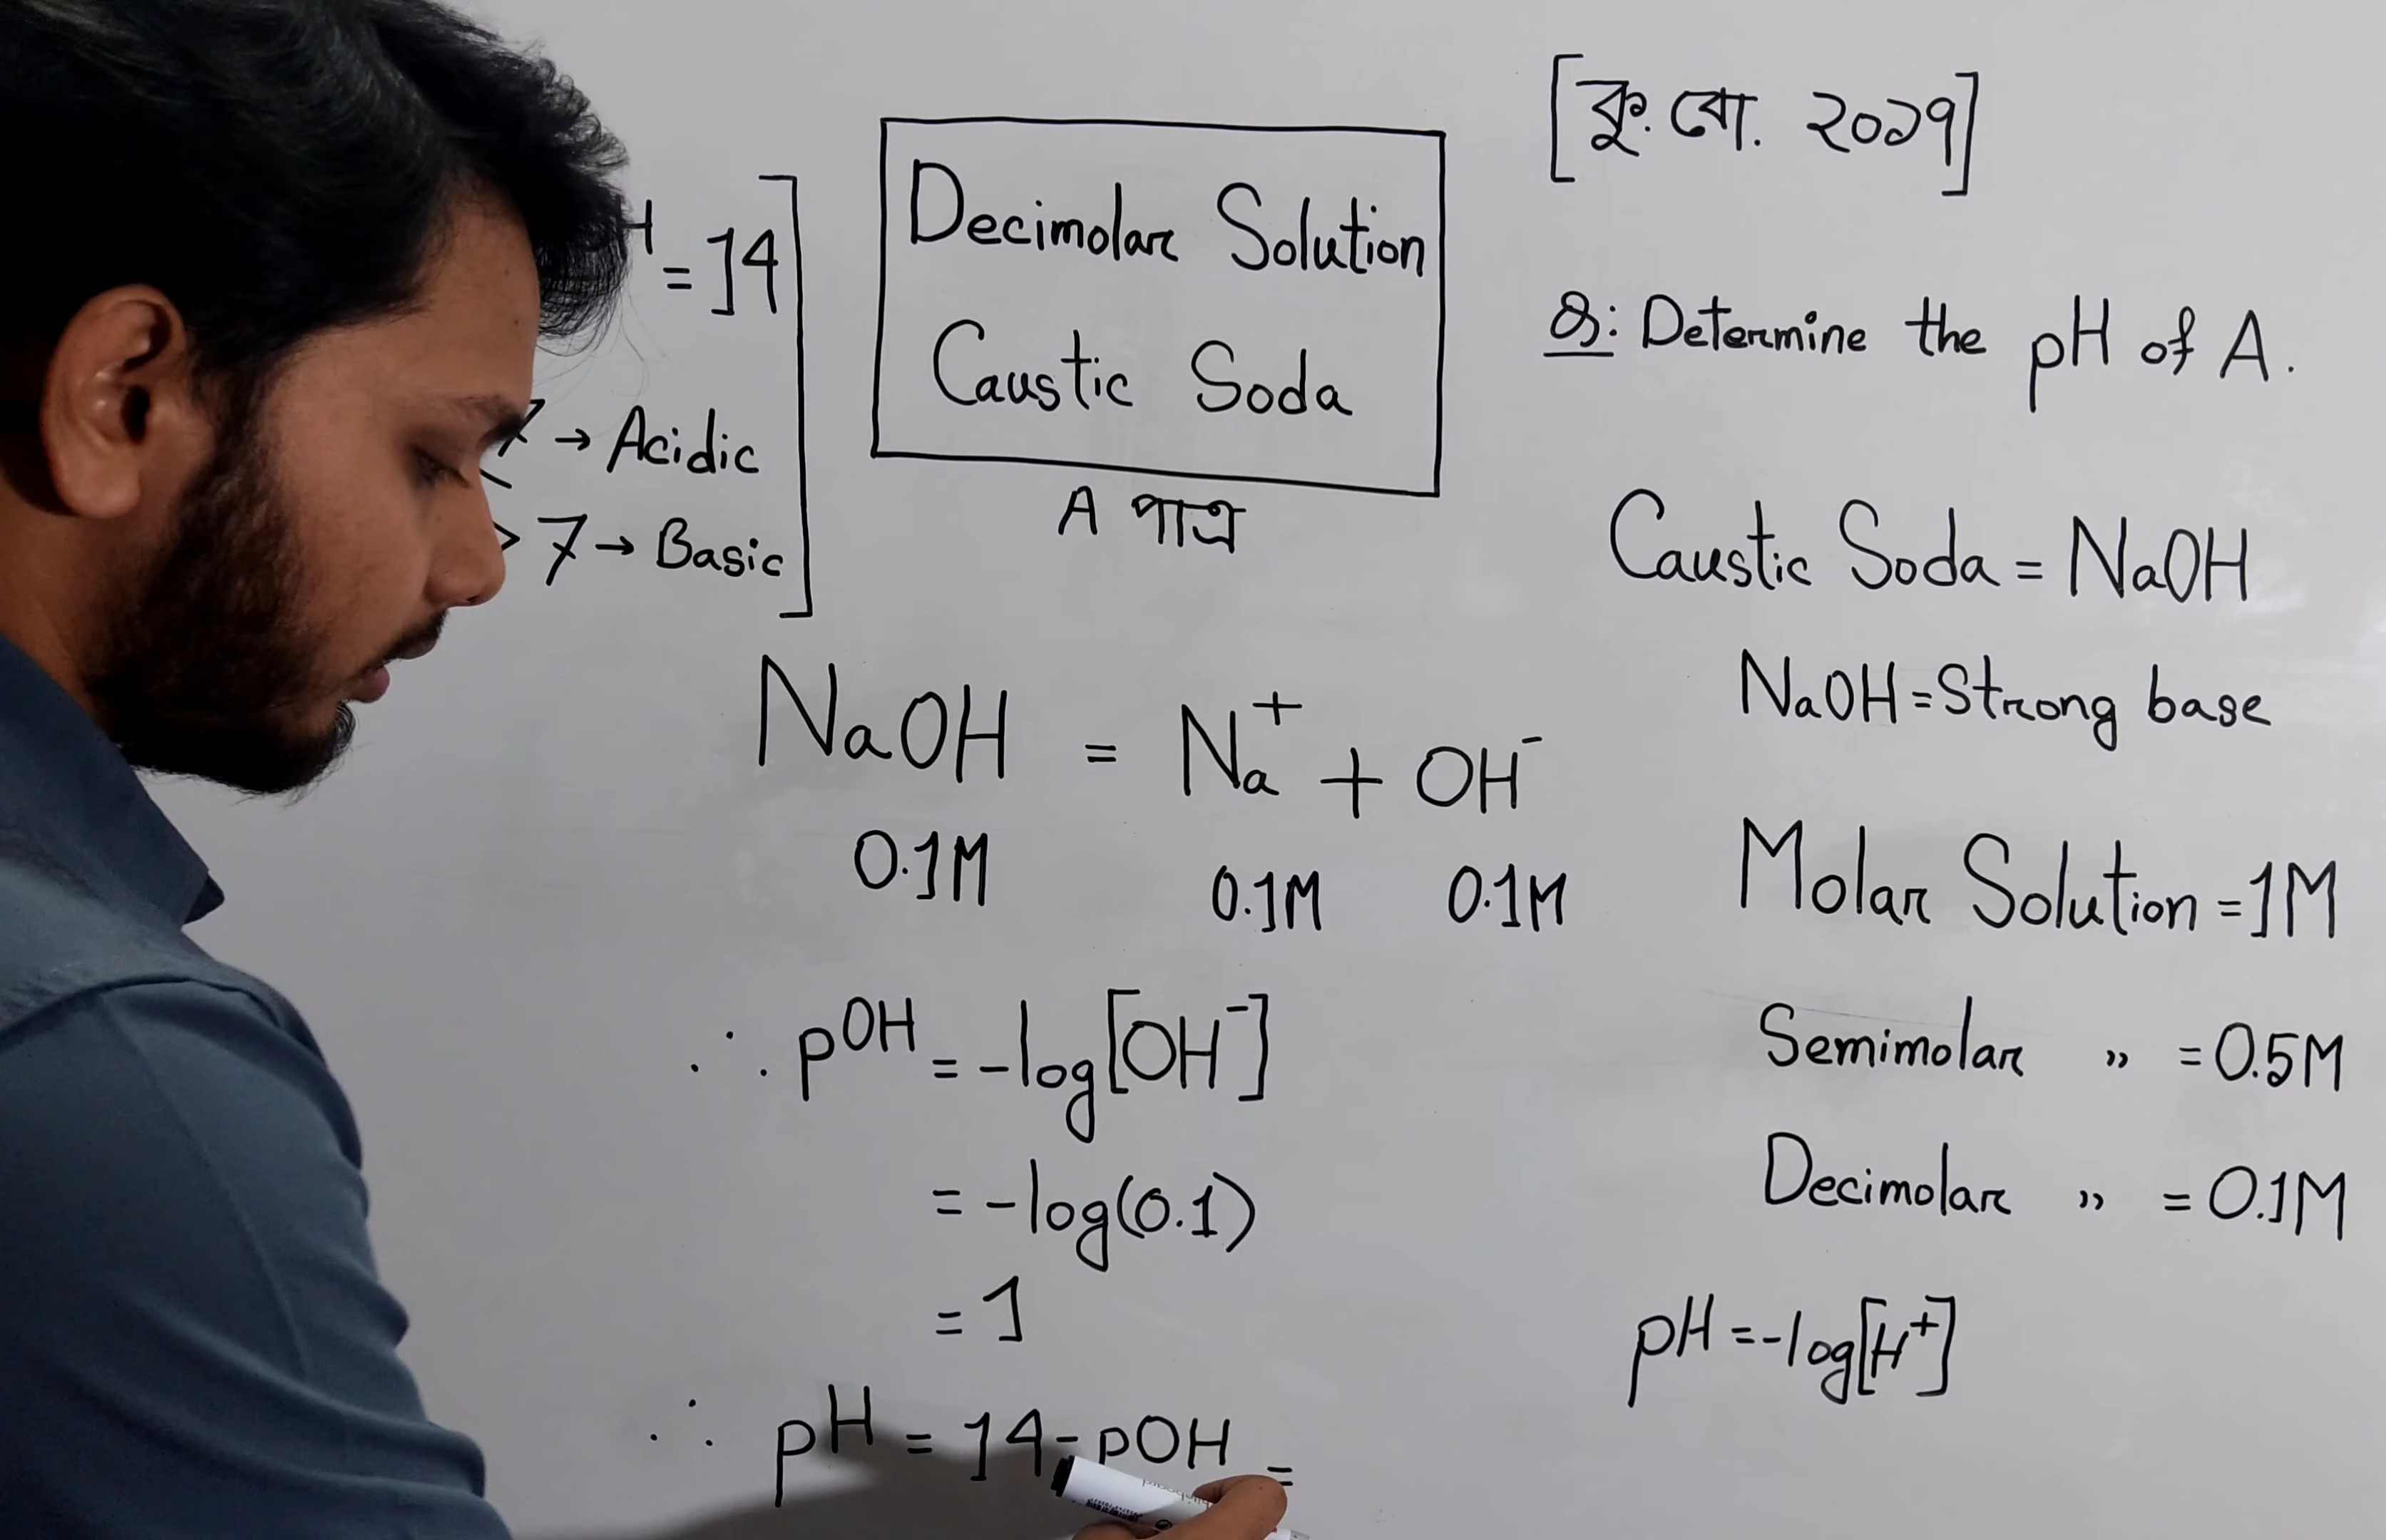 [কু. বো. ২০১৭]
H = 14
Decimolar Solution
Caustic Soda
A পাত্র
→ Acidic
> 7 → Basic
Q: Determine the pH of A.
Caustic Soda = NaOH
NaOH = Strong base
Molar Solution = 1M
Semimolar " = 0.5M
Decimolar " = 0.1M
pH = -log[H⁺]
NaOH = Na⁺ + OH⁻
0.1M 0.1M 0.1M
∴ pᴼᴴ = -log[OH⁻]
= -log(0.1)
= 1
∴ pᴴ = 14 - pOH =